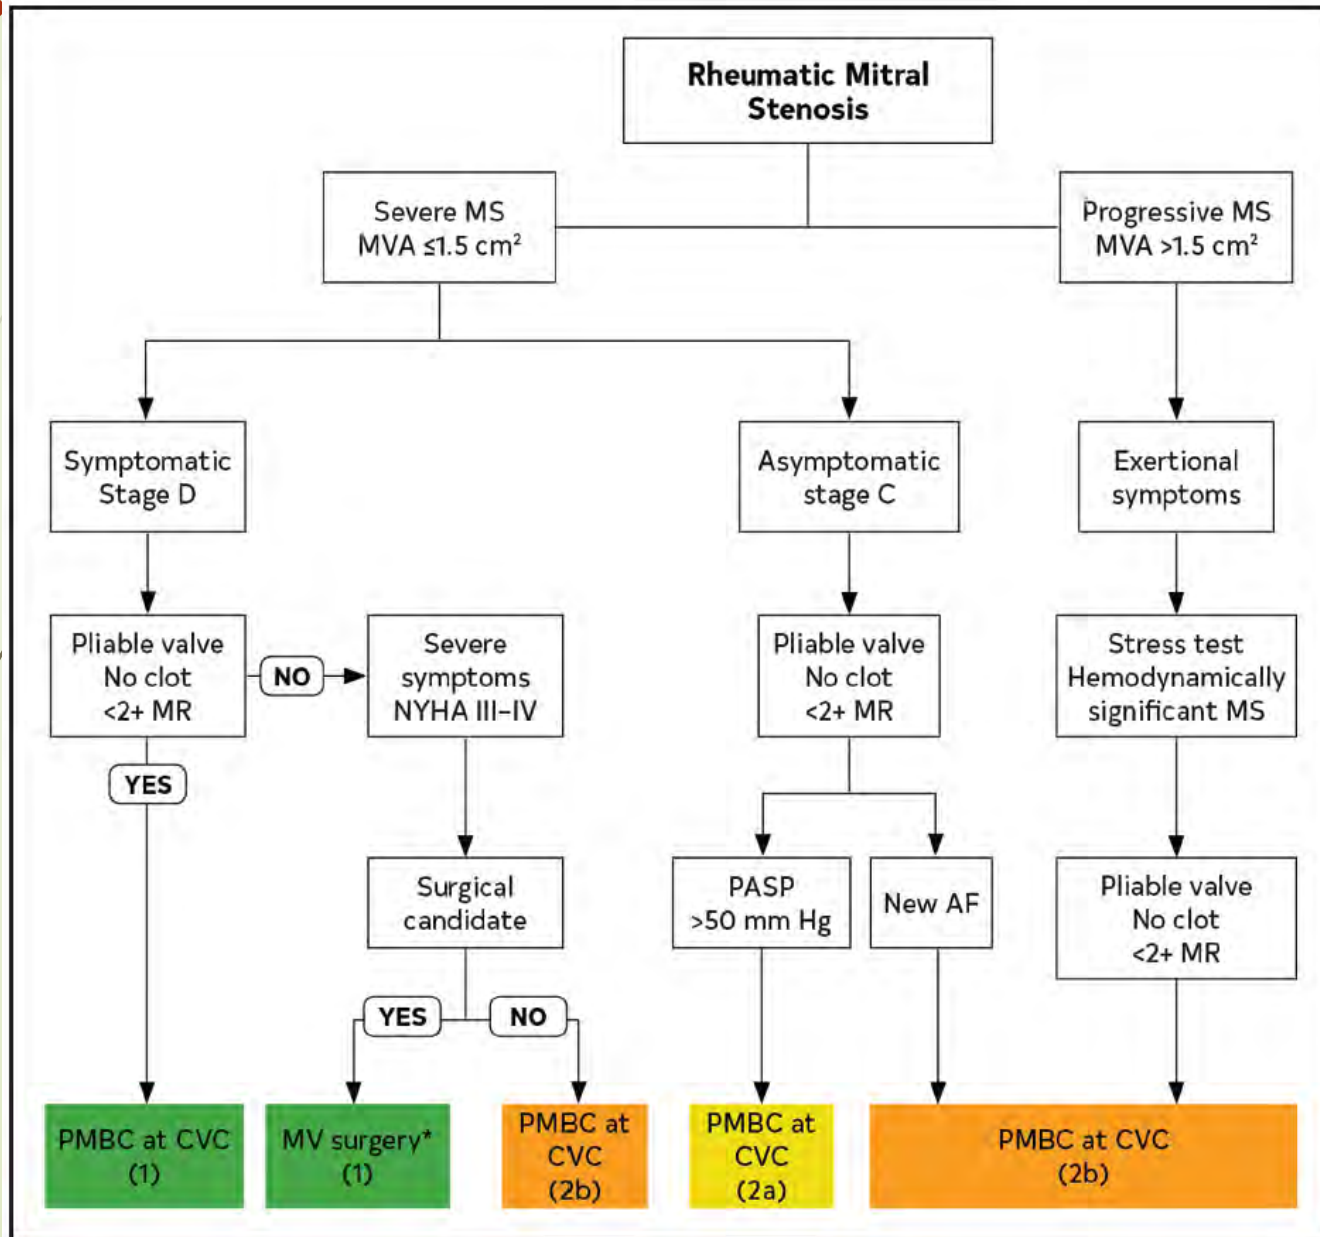 Rheumatic Mitral
Stenosis
Severe MS
MVA ≤1.5 cm²
Progressive MS
MVA >1.5 cm²
Symptomatic
Stage D
Asymptomatic
stage C
Exertional
symptoms
Pliable valve
No clot
<2+ MR
NO
Severe
symptoms
NYHA III–IV
Pliable valve
No clot
<2+ MR
Stress test
Hemodynamically
significant MS
YES
Surgical
candidate
PASP
>50 mm Hg
New AF
Pliable valve
No clot
<2+ MR
YES
NO
PMBC at CVC
(1)
MV surgery*
(1)
PMBC at
CVC
(2b)
PMBC at
CVC
(2a)
PMBC at CVC
(2b)